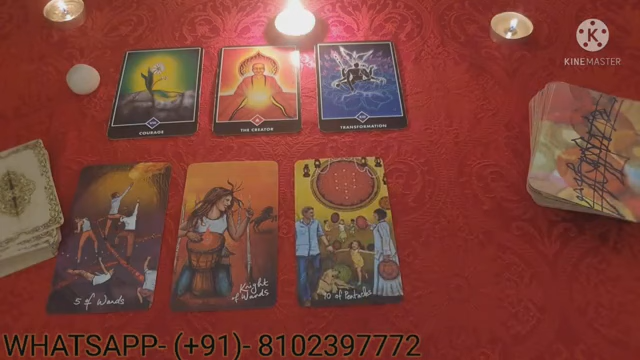 K
KINEMASTER
COURAGE
THE CREATOR
TRANSFORMATION
5 of Wands
Knight
of Wands
10 of Pentacles
WHATSAPP- (+91)- 8102397772